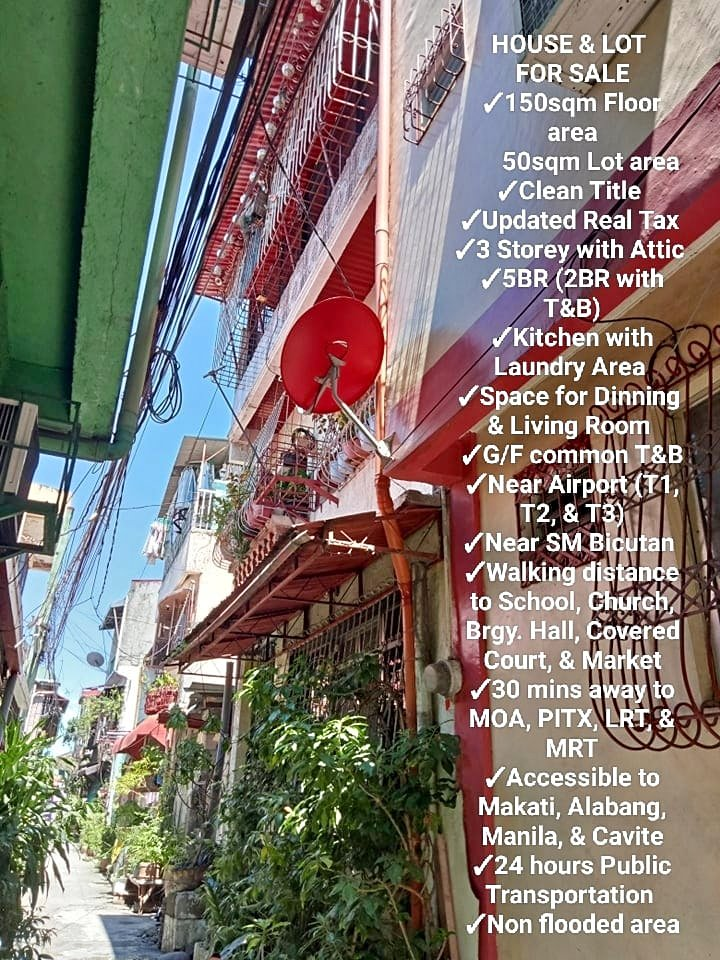 HOUSE & LOT
FOR SALE
✓150sqm Floor
area
50sqm Lot area
✓Clean Title
✓Updated Real Tax
✓3 Storey with Attic
✓5BR (2BR with
T&B)
✓Kitchen with
Laundry Area
✓Space for Dinning
& Living Room
✓G/F common T&B
✓Near Airport (T1,
T2, & T3)
✓Near SM Bicutan
✓Walking distance
to School, Church,
Brgy. Hall, Covered
Court, & Market
✓30 mins away to
MOA, PITX, LRT, &
MRT
✓Accessible to
Makati, Alabang,
Manila, & Cavite
✓24 hours Public
Transportation
✓Non flooded area